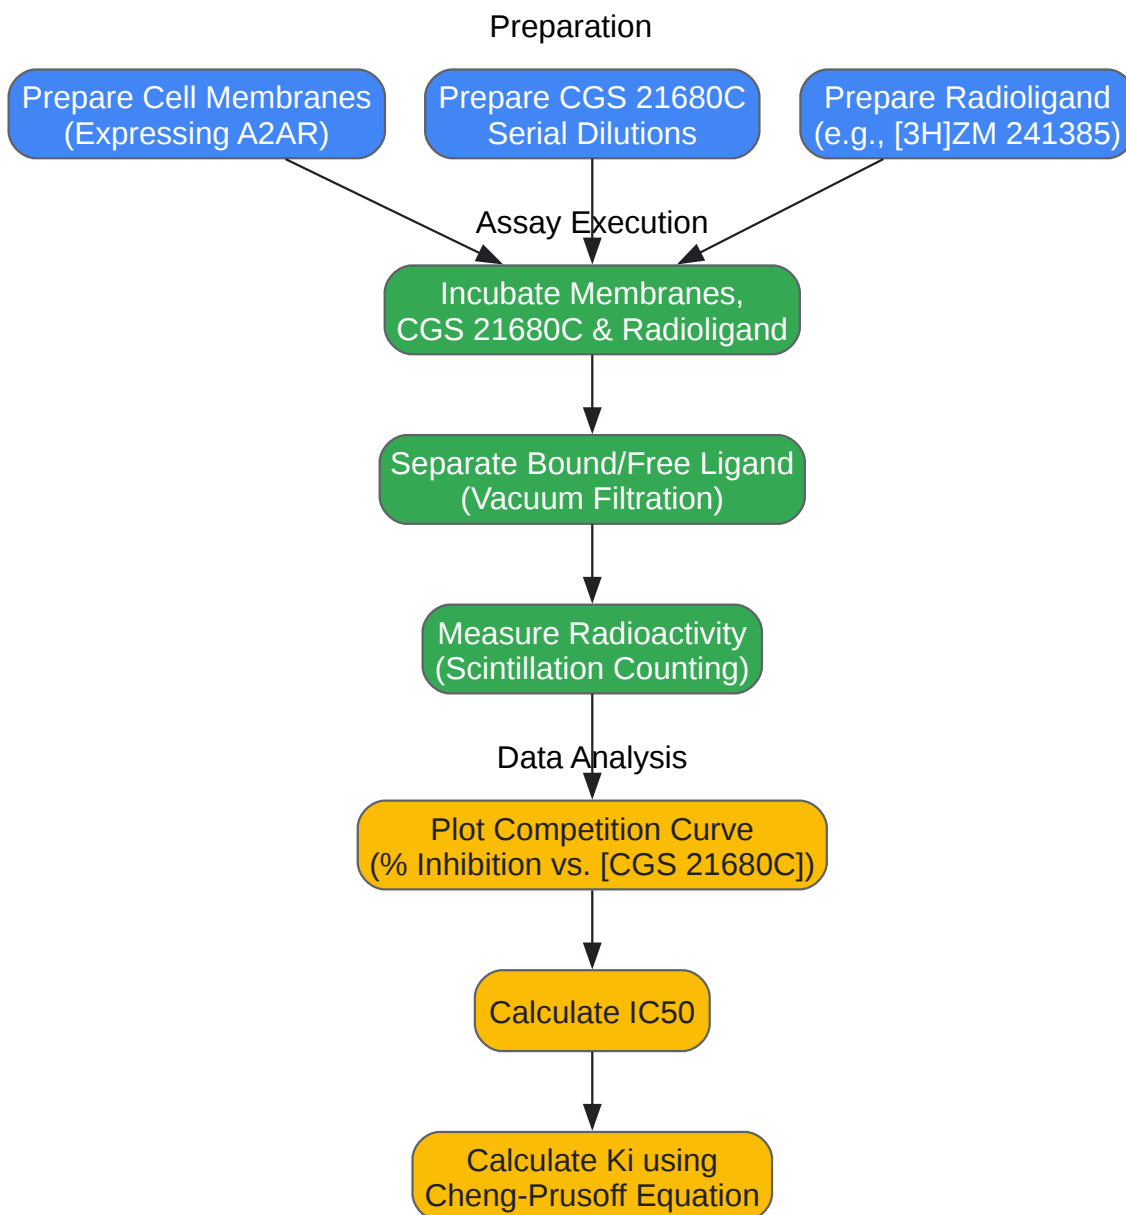 Preparation
Prepare Cell Membranes
(Expressing A2AR)
Prepare CGS 21680C
Serial Dilutions
Prepare Radioligand
(e.g., [3H]ZM 241385)
Assay Execution
Incubate Membranes,
CGS 21680C & Radioligand
Separate Bound/Free Ligand
(Vacuum Filtration)
Measure Radioactivity
(Scintillation Counting)
Data Analysis
Plot Competition Curve
(% Inhibition vs. [CGS 21680C])
Calculate IC50
Calculate Ki using
Cheng-Prusoff Equation